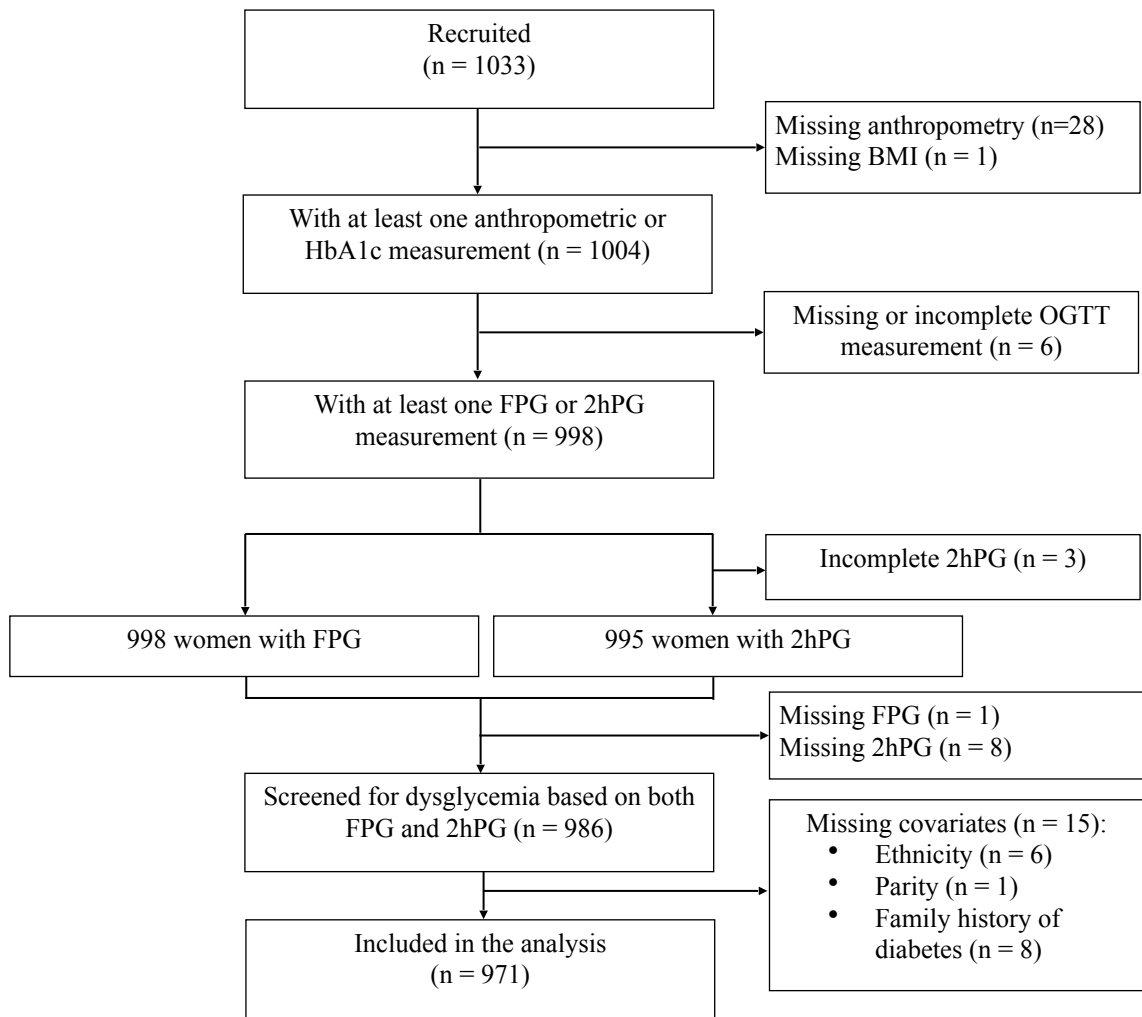 Recruited
(n = 1033)
Missing anthropometry (n=28)
Missing BMI (n = 1)
With at least one anthropometric or
HbA1c measurement (n = 1004)
Missing or incomplete OGTT
measurement (n = 6)
With at least one FPG or 2hPG
measurement (n = 998)
Incomplete 2hPG (n = 3)
998 women with FPG
995 women with 2hPG
Missing FPG (n = 1)
Missing 2hPG (n = 8)
Screened for dysglycemia based on both
FPG and 2hPG (n = 986)
Missing covariates (n = 15):
• Ethnicity (n = 6)
• Parity (n = 1)
• Family history of
diabetes (n = 8)
Included in the analysis
(n = 971)